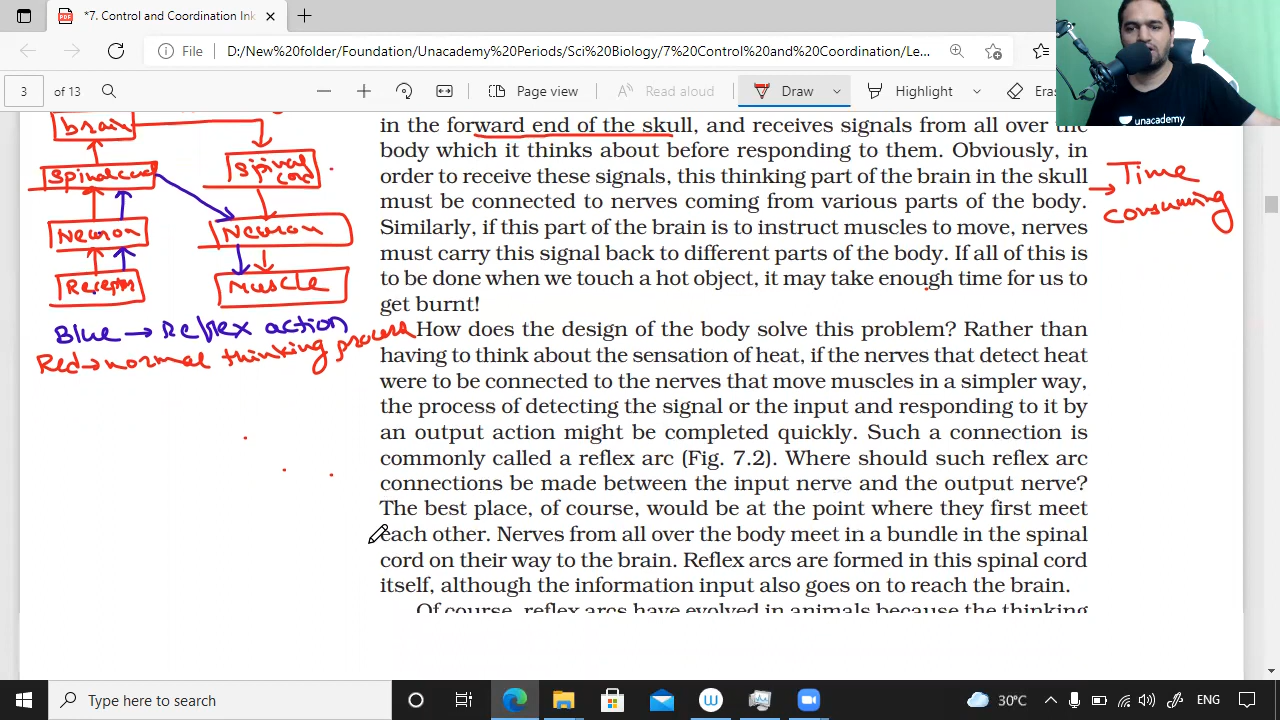 *7. Control and Coordination Ink
File
D:/New%20folder/Foundation/Unacademy%20Periods/Sci%20Biology/7%20Control%20and%20Coordination/Le...
3 of 13
Page view
Read aloud
Draw
Highlight
Eras
unacademy
in the forward end of the skull, and receives signals from all over the
body which it thinks about before responding to them. Obviously, in
order to receive these signals, this thinking part of the brain in the skull
must be connected to nerves coming from various parts of the body.
Similarly, if this part of the brain is to instruct muscles to move, nerves
must carry this signal back to different parts of the body. If all of this is
to be done when we touch a hot object, it may take enough time for us to
get burnt!
How does the design of the body solve this problem? Rather than
having to think about the sensation of heat, if the nerves that detect heat
were to be connected to the nerves that move muscles in a simpler way,
the process of detecting the signal or the input and responding to it by
an output action might be completed quickly. Such a connection is
commonly called a reflex arc (Fig. 7.2). Where should such reflex arc
connections be made between the input nerve and the output nerve?
The best place, of course, would be at the point where they first meet
each other. Nerves from all over the body meet in a bundle in the spinal
cord on their way to the brain. Reflex arcs are formed in this spinal cord
itself, although the information input also goes on to reach the brain.
Of course, reflex arcs have evolved in animals because the thinking
brain
Spinal cord
Spinal
cord
Neuron
Neuron
Receptor
Muscle
Blue → Reflex action
Red → normal thinking process
→ Time
consuming
Type here to search
30°C
ENG